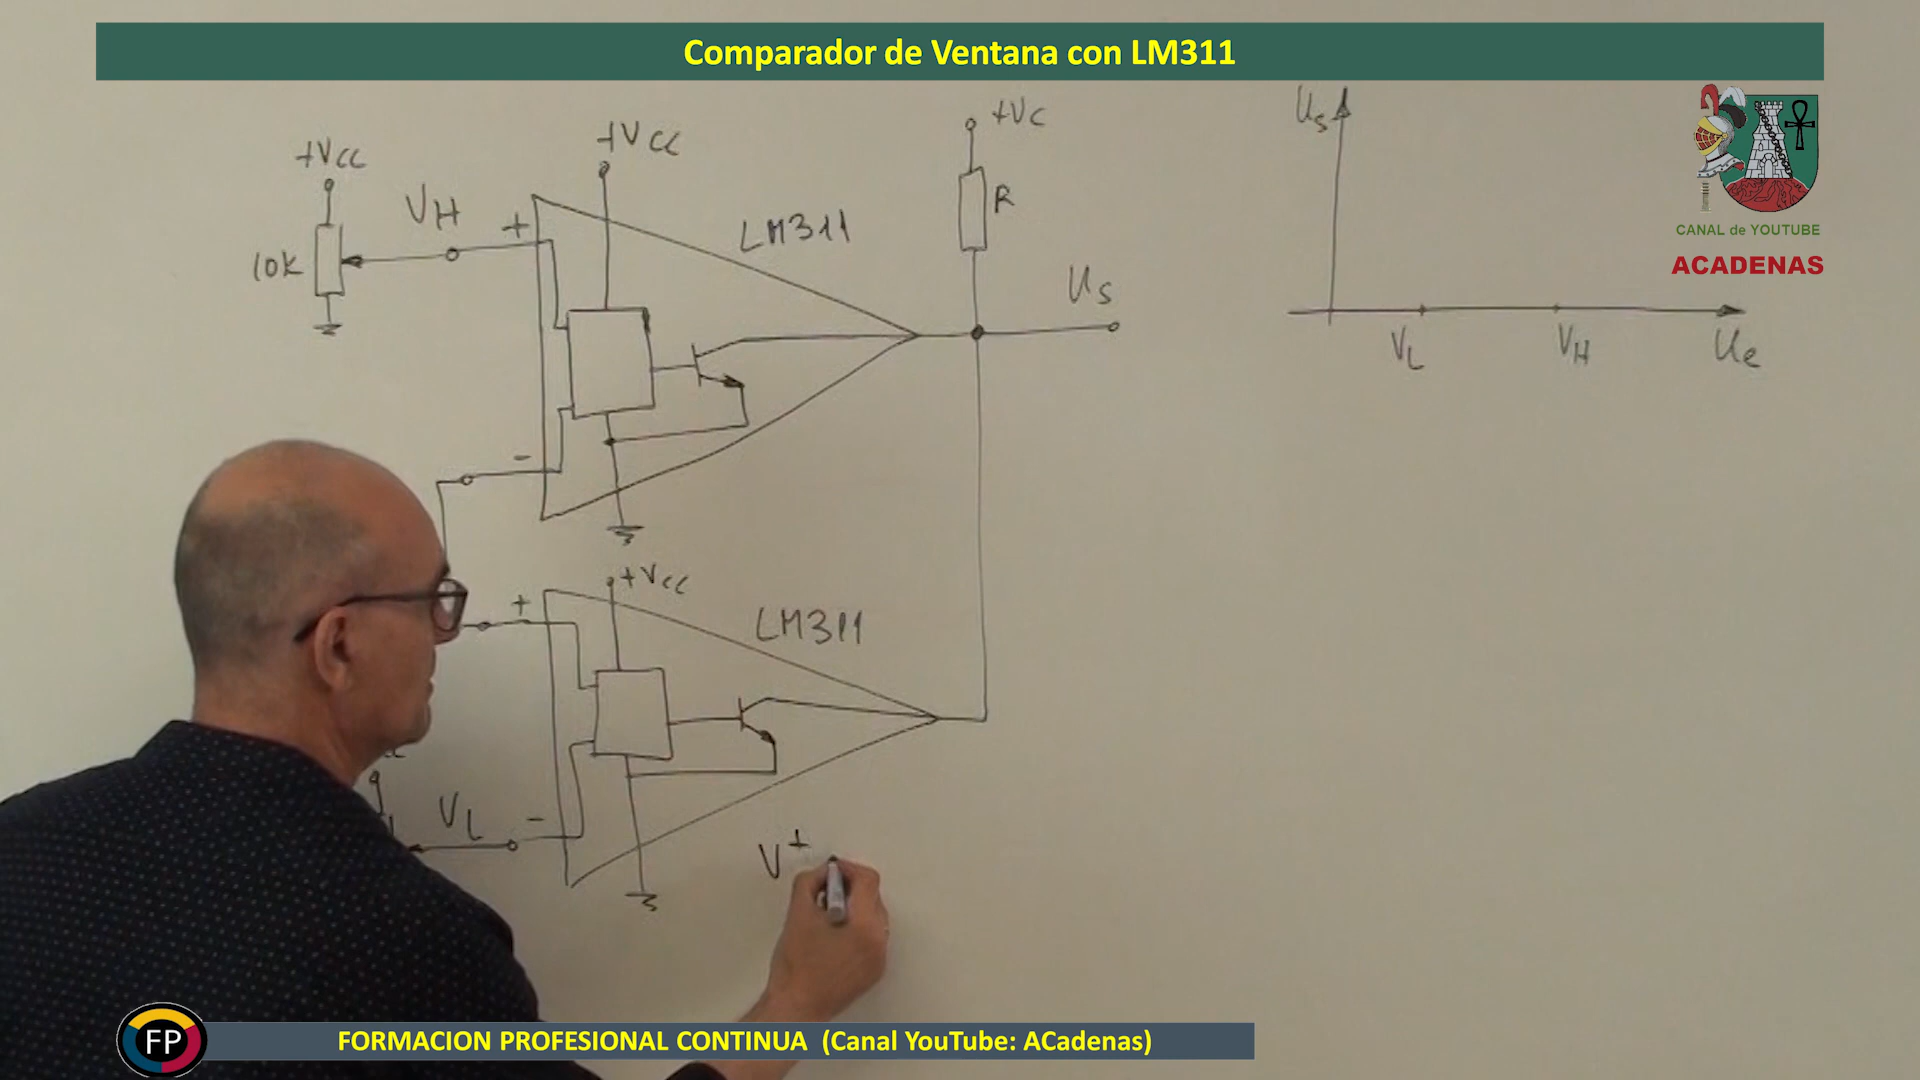 Comparador de Ventana con LM311
+VCC
+VCC
+VC
US
VH
+
LM311
R
10K
US
CANAL de YOUTUBE
ACADENAS
VL
VH
Ue
-
+VCC
+
LM311
VL
-
V+
FP
FORMACION PROFESIONAL CONTINUA (Canal YouTube: ACadenas)